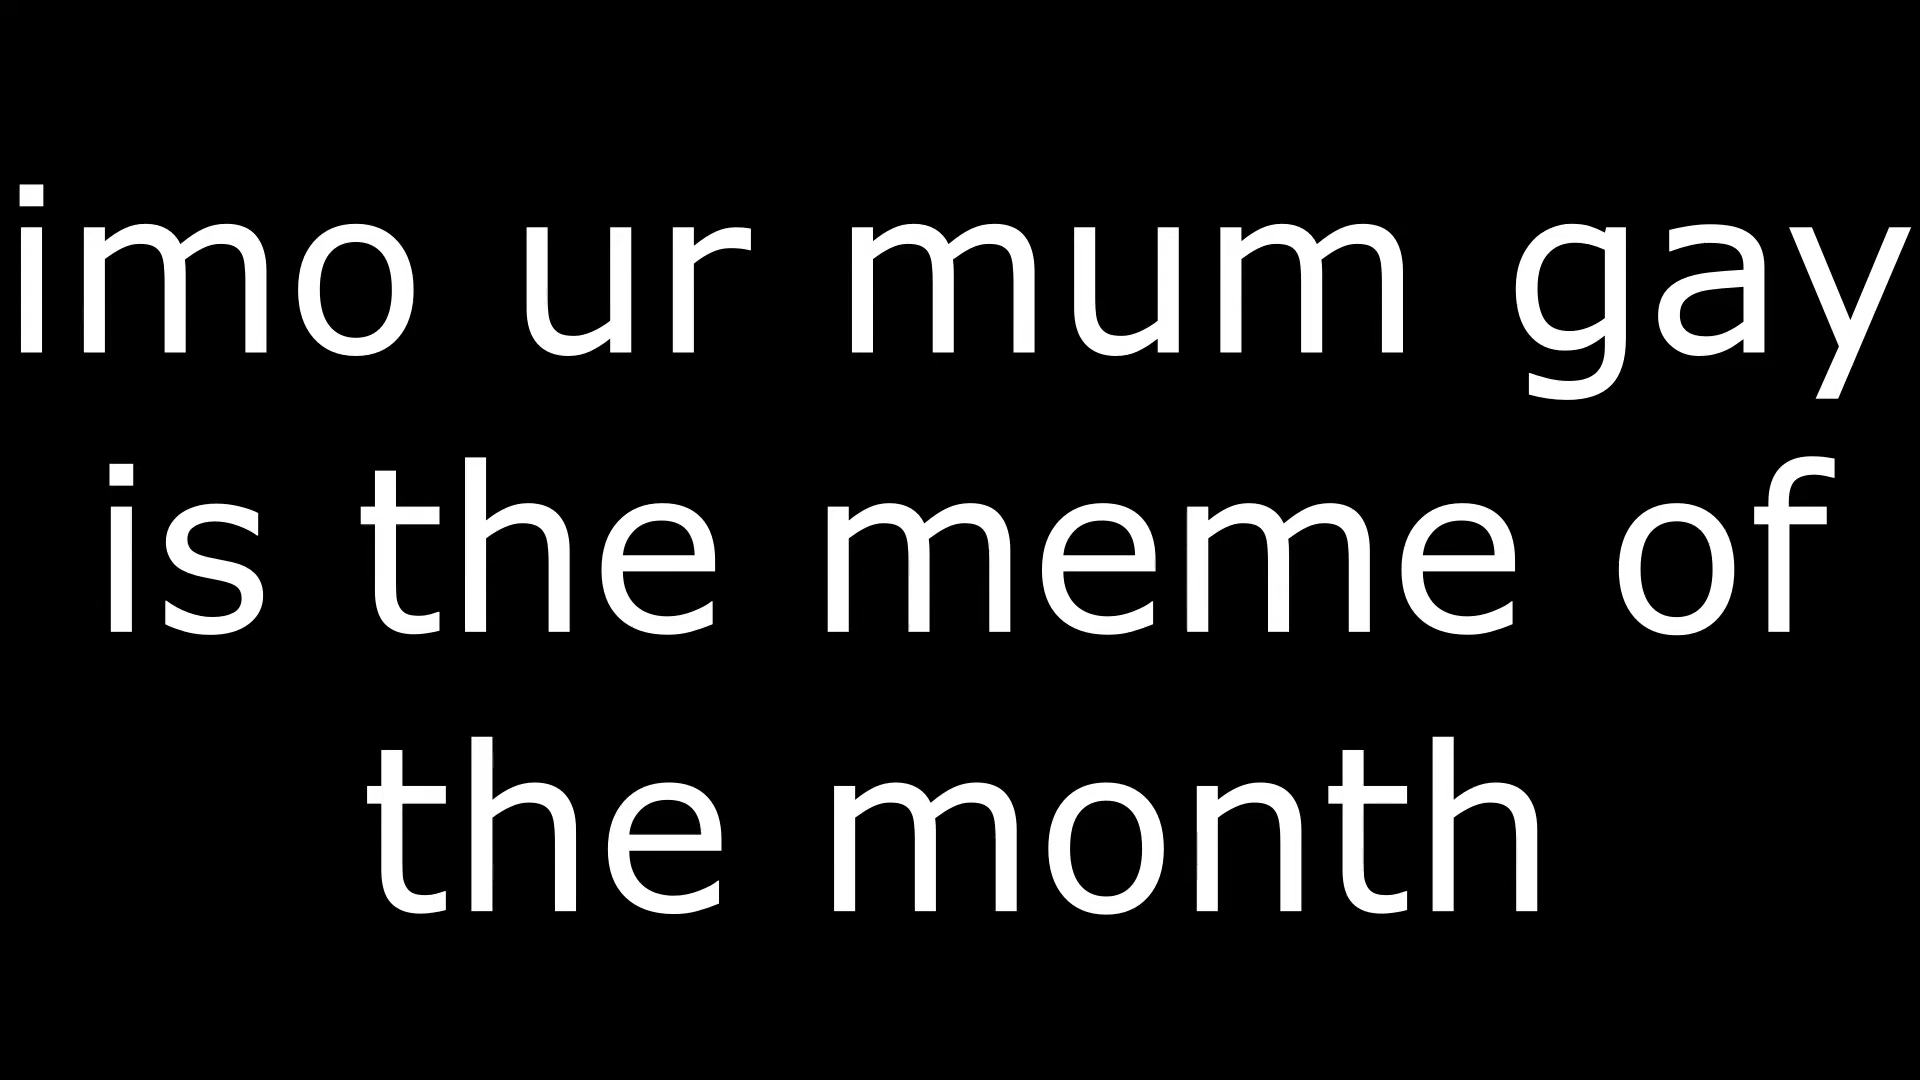 imo ur mum gay
is the meme of
the month